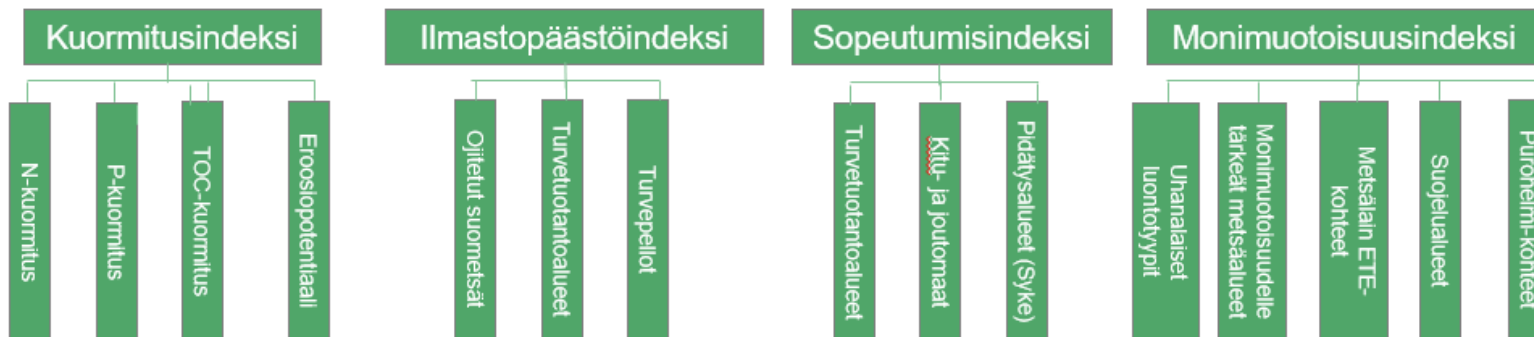 Kuormitusindeksi
N-kuormitus
P-kuormitus
TOC-kuormitus
Eroosiopotentiaali
Ilmastopäästöindeksi
Ojitetut suometsät
Turvetuotantoalueet
Turvepellot
Sopeutumisindeksi
Turvetuotantoalueet
Kitu- ja joutomaat
Pidätysalueet (Syke)
Monimuotoisuusindeksi
Uhanalaiset
luontotyypit
Monimuotoisuudelle
tärkeät metsäalueet
Metsälain ETE-
kohteet
Suojelualueet
Purohelmi-kohteet